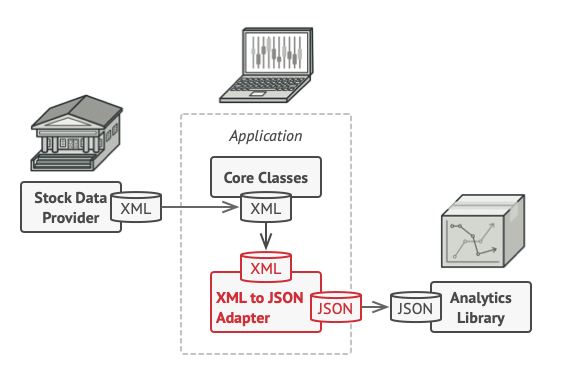 Application
Stock Data
Provider
XML
Core Classes
XML
XML
XML to JSON
Adapter
JSON
JSON
Analytics
Library